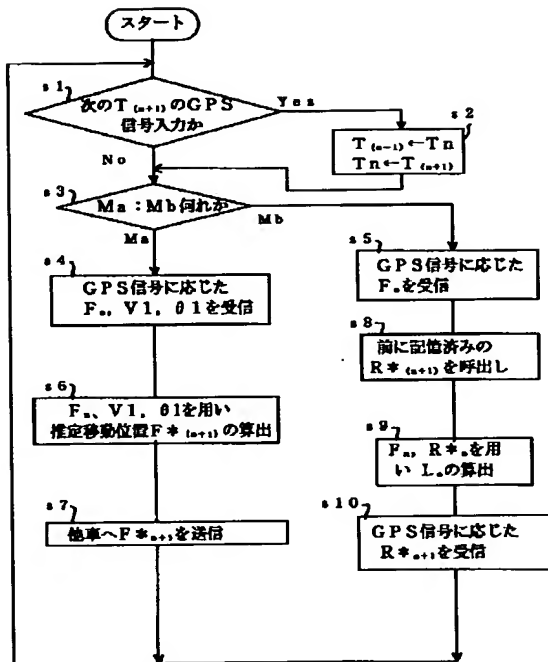 スタート
s1
次のT(n+1)のGPS
信号入力か
Yes
s2
T(n-1)←Tn
Tn←T(n+1)
No
s3
Ma:Mb何れか
Mb
Ma
s4
GPS信号に応じた
Fn, V1, θ1を受信
s5
GPS信号に応じた
Fnを受信
s8
前に記憶済みの
R*(n+1)を呼出し
s6
Fn、V1, θ1を用い
推定移動位置F*(n+1)の算出
s9
Fn, R*nを用
い Lnの算出
s7
他車へF*n+1を送信
s10
GPS信号に応じた
R*n+1を受信